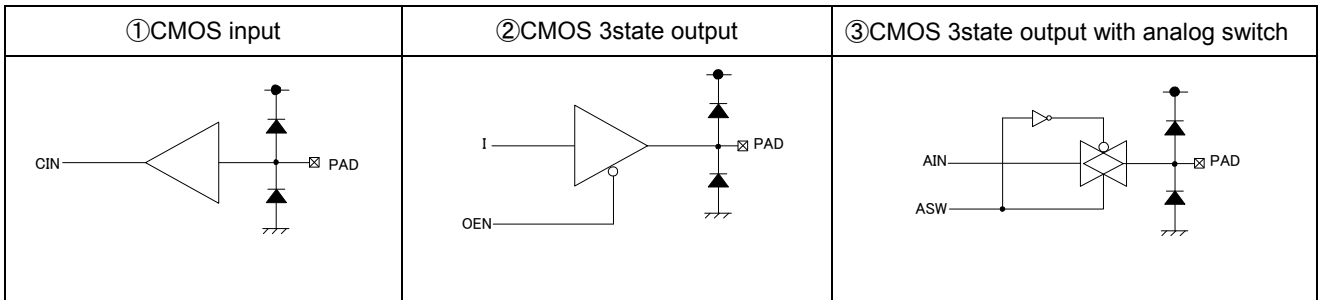 ①CMOS input
②CMOS 3state output
③CMOS 3state output with analog switch
CIN
PAD
I
OEN
PAD
AIN
ASW
PAD